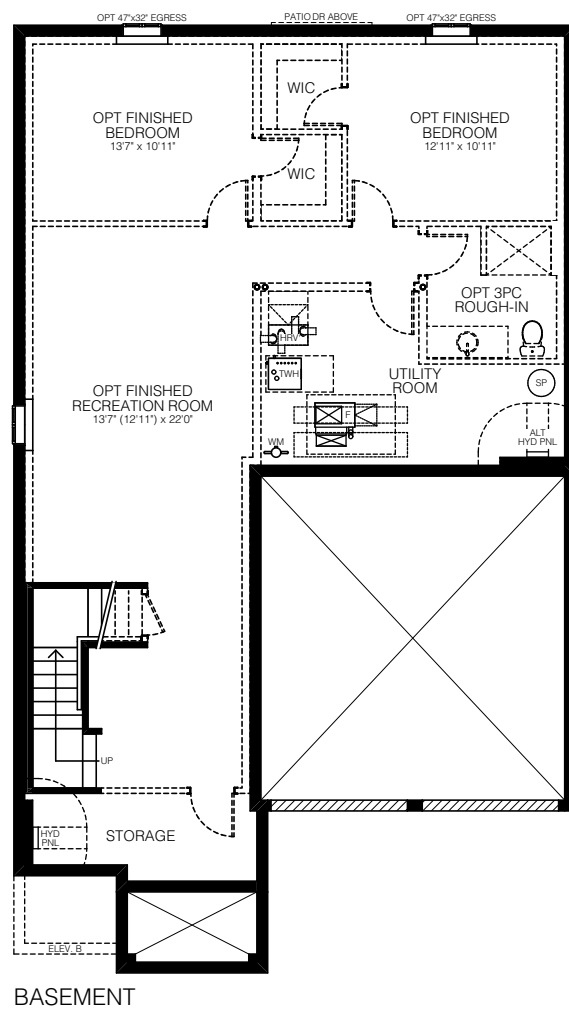 OPT 47"x32" EGRESS
PATIO DR ABOVE
OPT 47"x32" EGRESS
WIC
OPT FINISHED
BEDROOM
13'7" x 10'11"
OPT FINISHED
BEDROOM
12'11" x 10'11"
WIC
OPT 3PC
ROUGH-IN
HRV
TWH
UTILITY
ROOM
SP
OPT FINISHED
RECREATION ROOM
13'7" (12'11") x 22'0"
F
WM
ALT
HYD PNL
UP
HYD
PNL
STORAGE
ELEV. B
BASEMENT